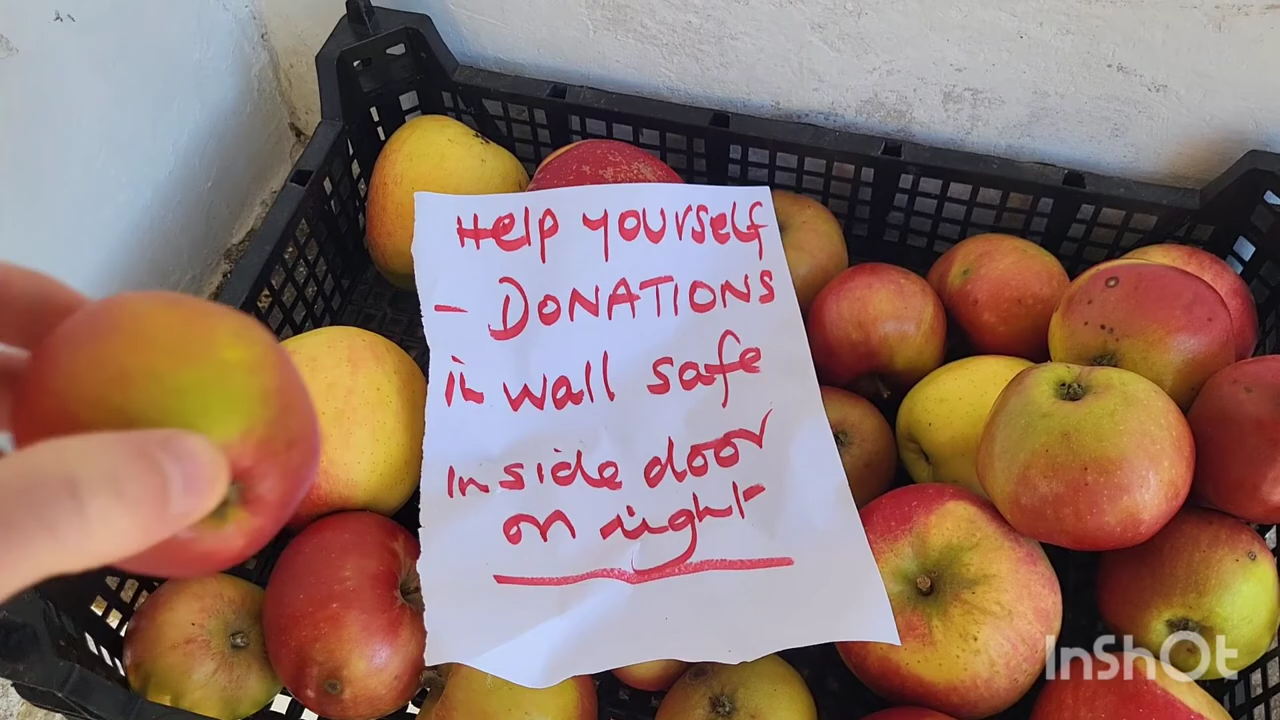 Help yourself
- DONATIONS
in wall safe
Inside door
on right
InShOt